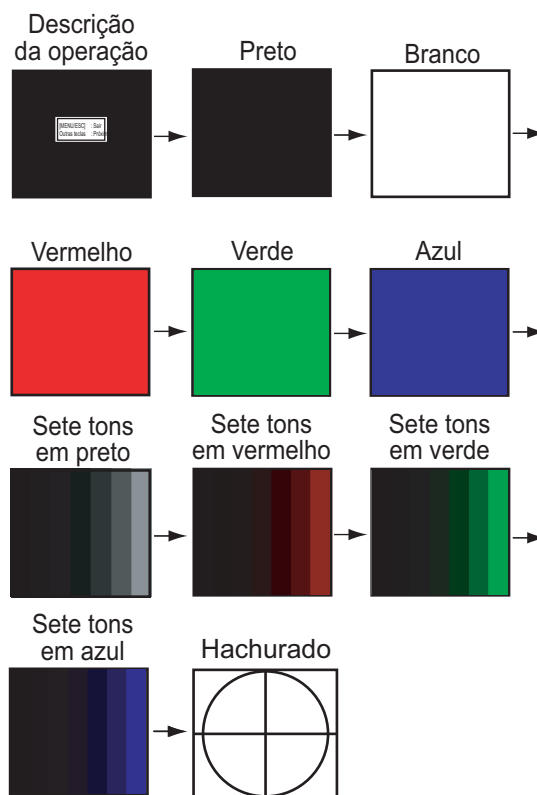 Descrição
da operação
Preto
Branco
[MENU/ESC] : Sair
Outras teclas : Próxim
Vermelho
Verde
Azul
Sete tons
em preto
Sete tons
em vermelho
Sete tons
em verde
Sete tons
em azul
Hachurado